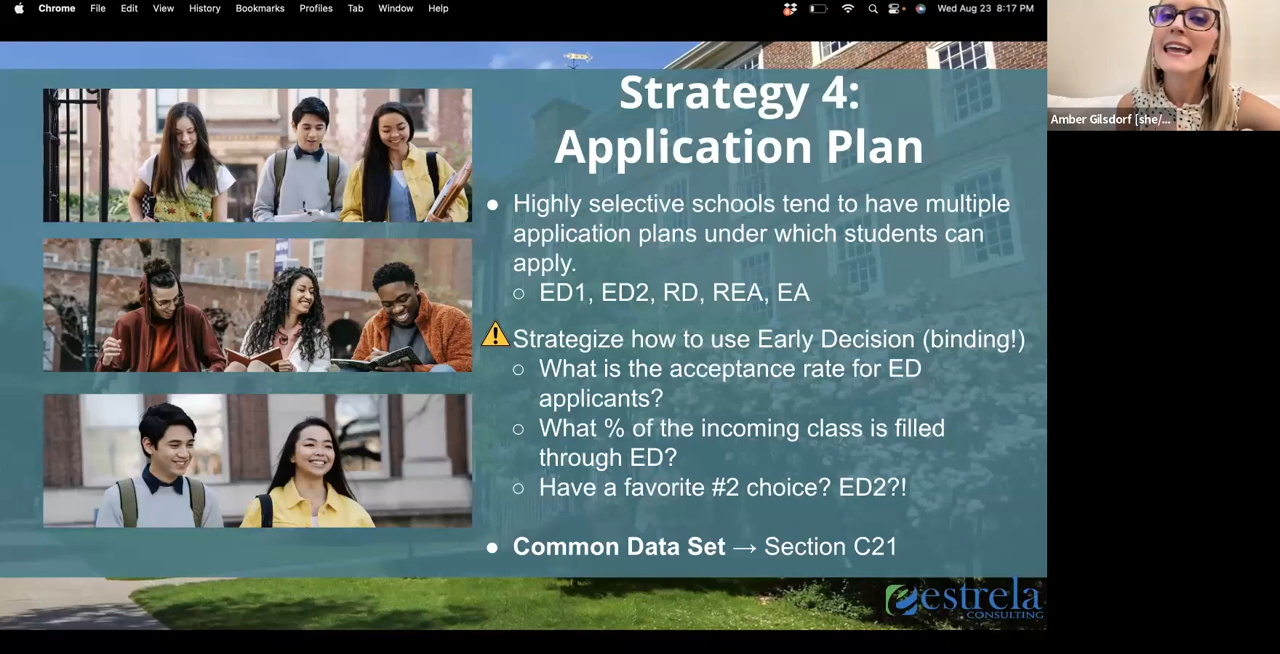 Chrome File Edit View History Bookmarks Profiles Tab Window Help Wed Aug 23 8:17 PM
Amber Gilsdorf [she/...
Strategy 4:
Application Plan
● Highly selective schools tend to have multiple
application plans under which students can
apply.
○ ED1, ED2, RD, REA, EA
Strategize how to use Early Decision (binding!)
○ What is the acceptance rate for ED
applicants?
○ What % of the incoming class is filled
through ED?
○ Have a favorite #2 choice? ED2?!
● Common Data Set → Section C21
estrela
CONSULTING